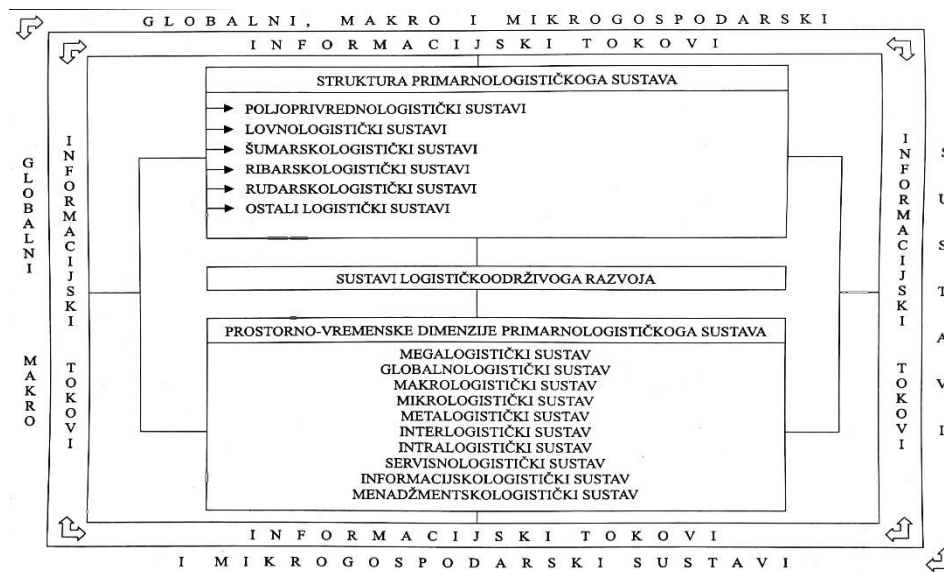 GLOBALNI, MAKRO I MIKROGOSPODARSKI
INFORMACIJSKI TOKOVI
STRUKTURA PRIMARNOLOGISTIČKOGA SUSTAVA
POLJOPRIVREDNOLOGISTIČKI SUSTAVI
LOVNOLOGISTIČKI SUSTAVI
ŠUMARSKOLOGISTIČKI SUSTAVI
RIBARSKOLOGISTIČKI SUSTAVI
RUDARSKOLOGISTIČKI SUSTAVI
OSTALI LOGISTIČKI SUSTAVI
SUSTAVI LOGISTIČKOODRŽIVOGA RAZVOJA
PROSTORNO-VREMENSKE DIMENZIJE PRIMARNOLOGISTIČKOGA SUSTAVA
MEGALOGISTIČKI SUSTAV
GLOBALNOLOGISTIČKI SUSTAV
MAKROLOGISTIČKI SUSTAV
MIKROLOGISTIČKI SUSTAV
METALOGISTIČKI SUSTAV
INTERLOGISTIČKI SUSTAV
INTRALOGISTIČKI SUSTAV
SERVISNOLOGISTIČKI SUSTAV
INFORMACIJSKOLOGISTIČKI SUSTAV
MENADŽMENTSKOLOGISTIČKI SUSTAV
GLOBALNI MAKRO
INFORMACIJSKI TOKOVI
INFORMACIJSKI TOKOVI
SUSTAVI
INFORMACIJSKI TOKOVI
I MIKROGOSPODARSKI SUSTAVI